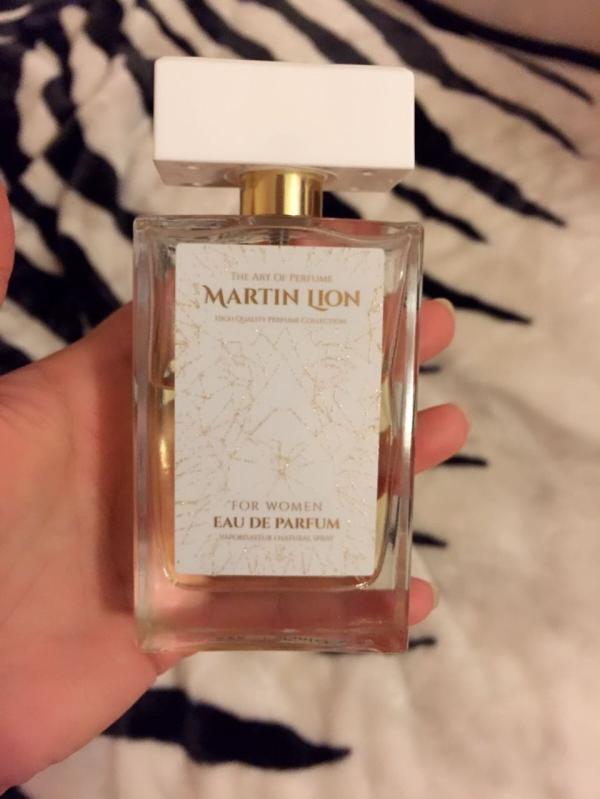 THE ART OF PERFUME
MARTIN LION
HIGH QUALITY PERFUME COLLECTION
FOR WOMEN
EAU DE PARFUM
VAPORISATEUR NATURAL SPRAY